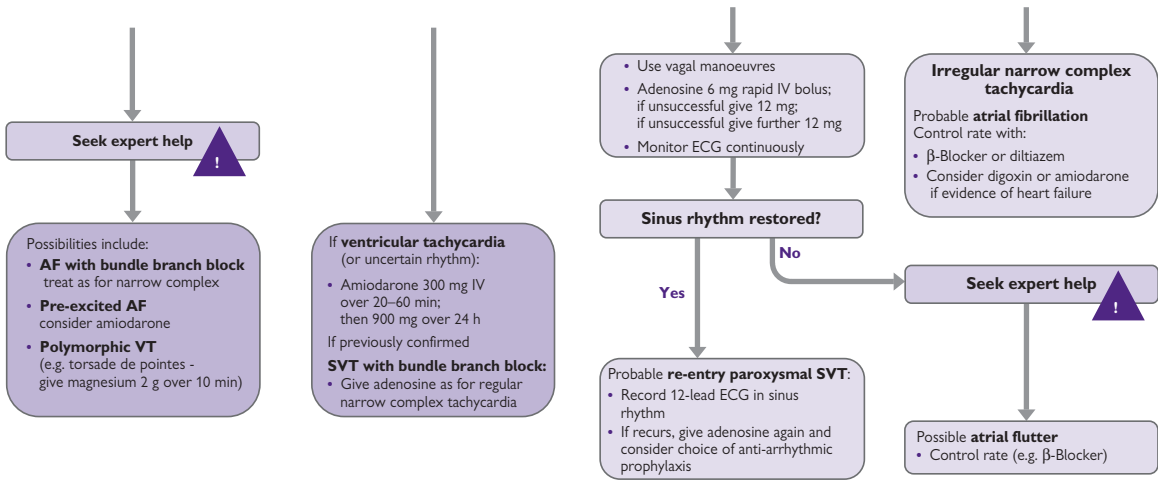 Seek expert help
!
Possibilities include:
• AF with bundle branch block
treat as for narrow complex
• Pre-excited AF
consider amiodarone
• Polymorphic VT
(e.g. torsade de pointes -
give magnesium 2 g over 10 min)
If ventricular tachycardia
(or uncertain rhythm):
• Amiodarone 300 mg IV
over 20–60 min;
then 900 mg over 24 h
If previously confirmed
SVT with bundle branch block:
• Give adenosine as for regular
narrow complex tachycardia
• Use vagal manoeuvres
• Adenosine 6 mg rapid IV bolus;
if unsuccessful give 12 mg;
if unsuccessful give further 12 mg
• Monitor ECG continuously
Sinus rhythm restored?
Yes
No
Probable re-entry paroxysmal SVT:
• Record 12-lead ECG in sinus
rhythm
• If recurs, give adenosine again and
consider choice of anti-arrhythmic
prophylaxis
Irregular narrow complex
tachycardia
Probable atrial fibrillation
Control rate with:
• β-Blocker or diltiazem
• Consider digoxin or amiodarone
if evidence of heart failure
Seek expert help
!
Possible atrial flutter
• Control rate (e.g. β-Blocker)